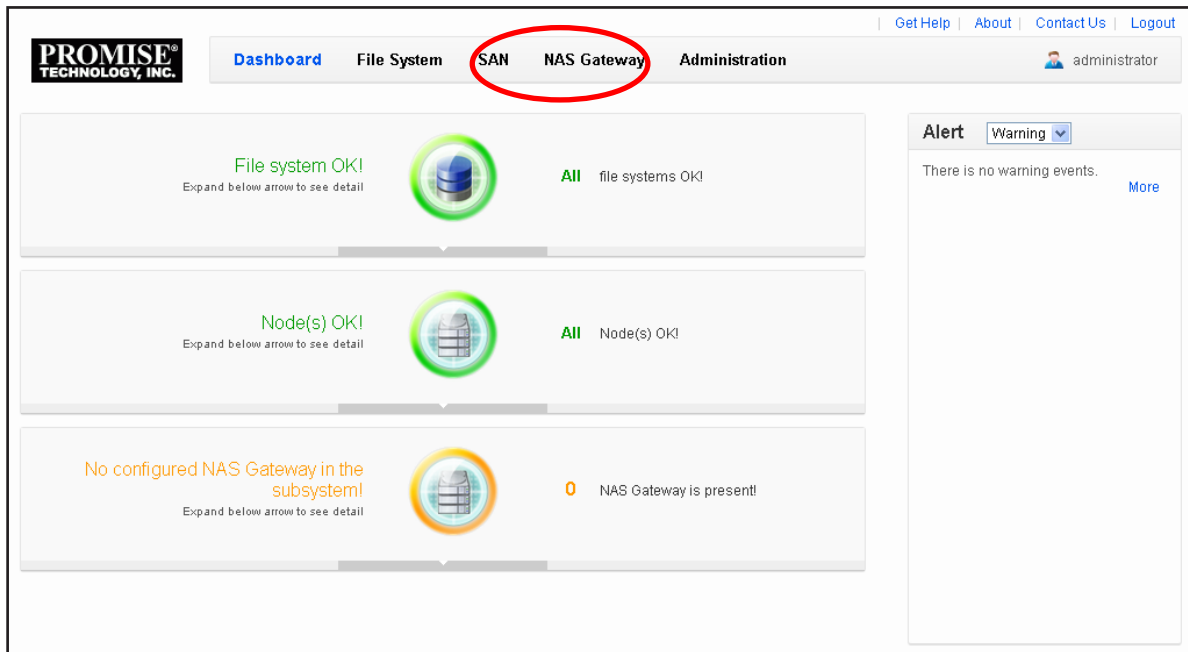 Get Help | About | Contact Us | Logout
PROMISE®
TECHNOLOGY, INC.
Dashboard File System SAN NAS Gateway Administration
administrator
File system OK!
Expand below arrow to see detail
All file systems OK!
Node(s) OK!
Expand below arrow to see detail
All Node(s) OK!
No configured NAS Gateway in the
subsystem!
Expand below arrow to see detail
0 NAS Gateway is present!
Alert Warning
There is no warning events.
More